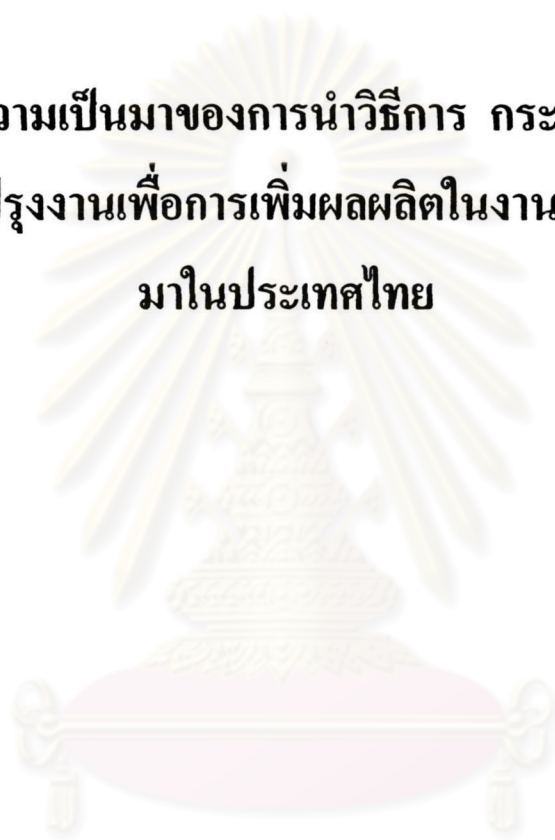 วามเป็นมาของการนำวิธีการ กระ
ปรุงงานเพื่อการเพิ่มผลผลิตในงาน
มาในประเทศไทย